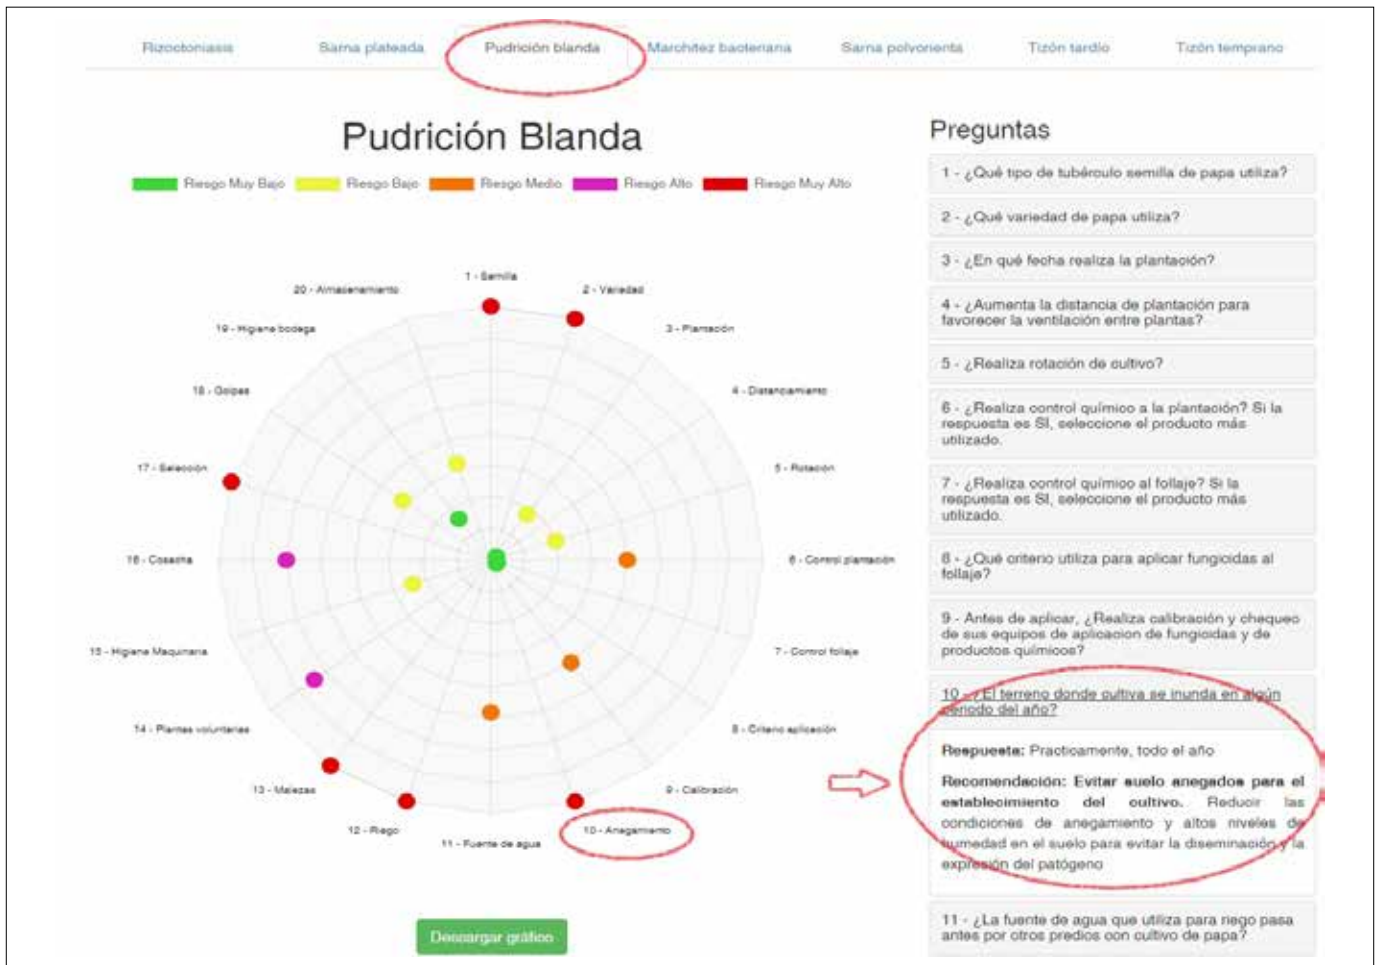 Rizoctoniasis
Sarna plateada
Pudrición blanda
Marchitez bacteriana
Sarna polvorienta
Tizón tardío
Tizón temprano
Pudrición Blanda
Riesgo Muy Bajo
Riesgo Bajo
Riesgo Medio
Riesgo Alto
Riesgo Muy Alto
1 - Semilla
2 - Variedad
3 - Plantación
4 - Distanciamiento
5 - Rotación
6 - Control plantación
7 - Control follaje
8 - Criterio aplicación
9 - Calibración
10 - Anegamiento
11 - Fuente de agua
12 - Riego
13 - Malezas
14 - Plantas voluntarias
15 - Higiene Maquinaria
16 - Cosecha
17 - Selección
18 - Golpes
19 - Higiene bodega
20 - Almacenamiento
Descargar gráfico
Preguntas
1 - ¿Qué tipo de tubérculo semilla de papa utiliza?
2 - ¿Qué variedad de papa utiliza?
3 - ¿En qué fecha realiza la plantación?
4 - ¿Aumenta la distancia de plantación para
favorecer la ventilación entre plantas?
5 - ¿Realiza rotación de cultivo?
6 - ¿Realiza control químico a la plantación? Si la
respuesta es SI, seleccione el producto más
utilizado.
7 - ¿Realiza control químico al follaje? Si la
respuesta es SI, seleccione el producto más
utilizado.
8 - ¿Qué criterio utiliza para aplicar fungicidas al
follaje?
9 - Antes de aplicar, ¿Realiza calibración y chequeo
de sus equipos de aplicacion de fungicidas y de
productos químicos?
10 - ¿El terreno donde cultiva se inunda en algún
periodo del año?
Respuesta: Practicamente, todo el año
Recomendación: Evitar suelo anegados para el
establecimiento del cultivo. Reducir las
condiciones de anegamiento y altos niveles de
humedad en el suelo para evitar la diseminación y la
expresión del patógeno
11 - ¿La fuente de agua que utiliza para riego pasa
antes por otros predios con cultivo de papa?